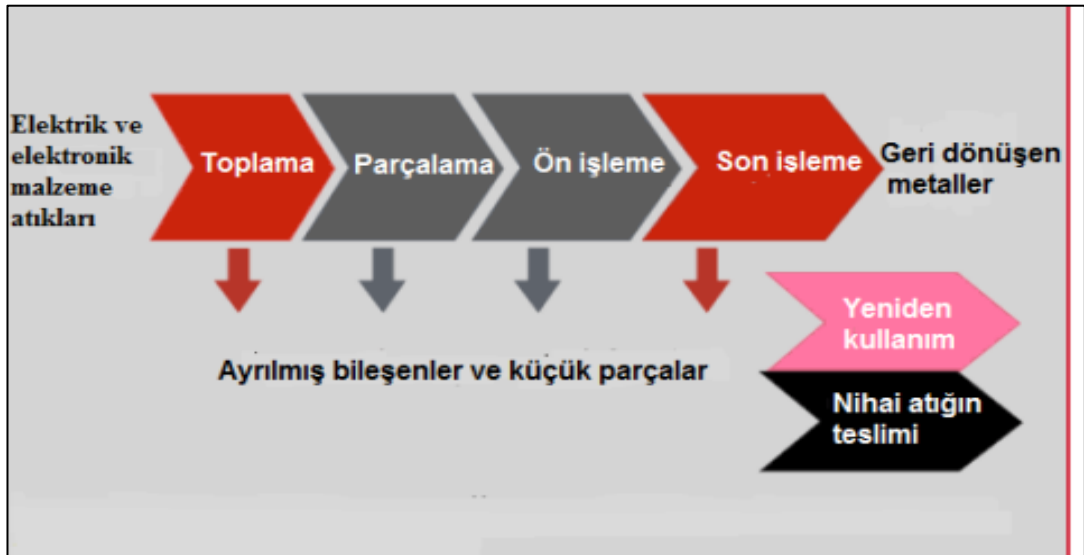 Elektrik ve
elektronik
malzeme
atıkları
Toplama
Parçalama
Ön işleme
Son işleme
Geri dönüşen
metaller
Ayrılmış bileşenler ve küçük parçalar
Yeniden
kullanım
Nihai atığın
teslimi